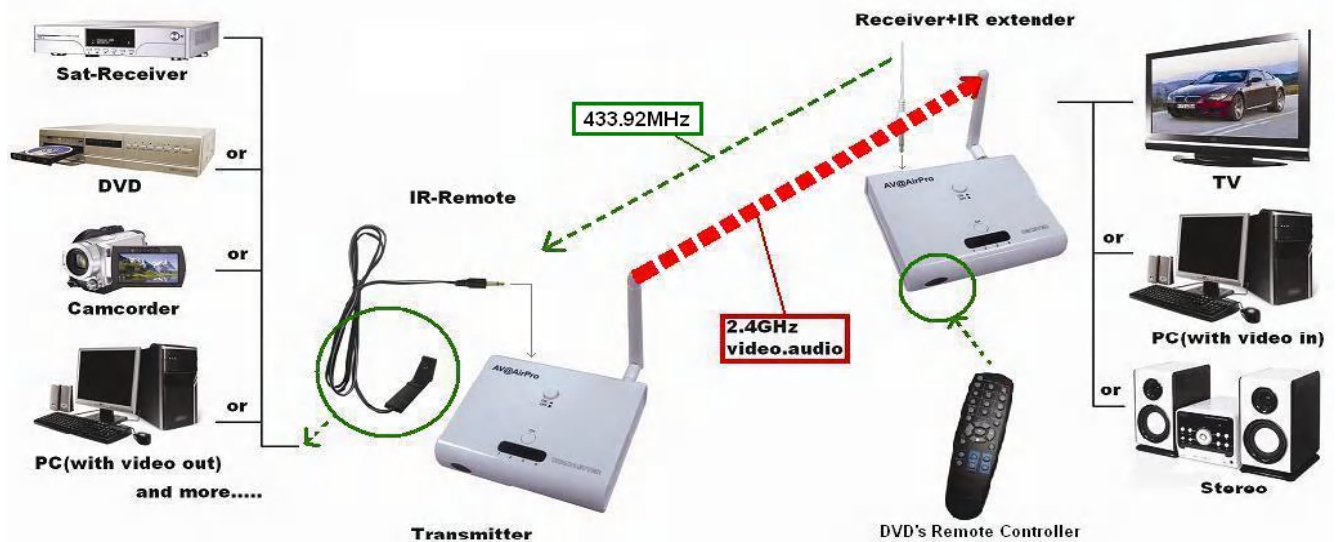 Receiver+IR extender
Sat-Receiver
433.92MHz
or
DVD
TV
AV@AirPro
IR-Remote
or
or
Camcorder
2.4GHz
video.audio
PC(with video in)
AV@AirPro
or
or
PC(with video out)
and more.....
Stereo
Transmitter
DVD's Remote Controller